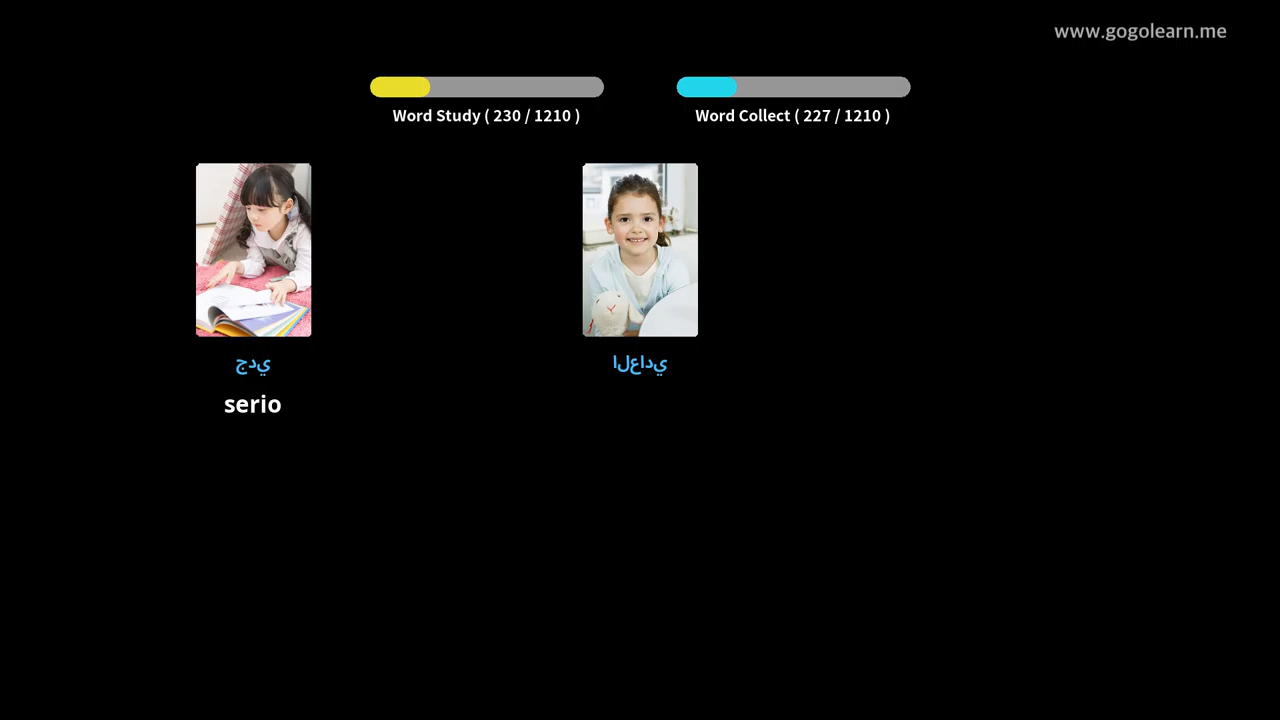 www.gogolearn.me
Word Study ( 230 / 1210 )
Word Collect ( 227 / 1210 )
جدي
العادي
serio